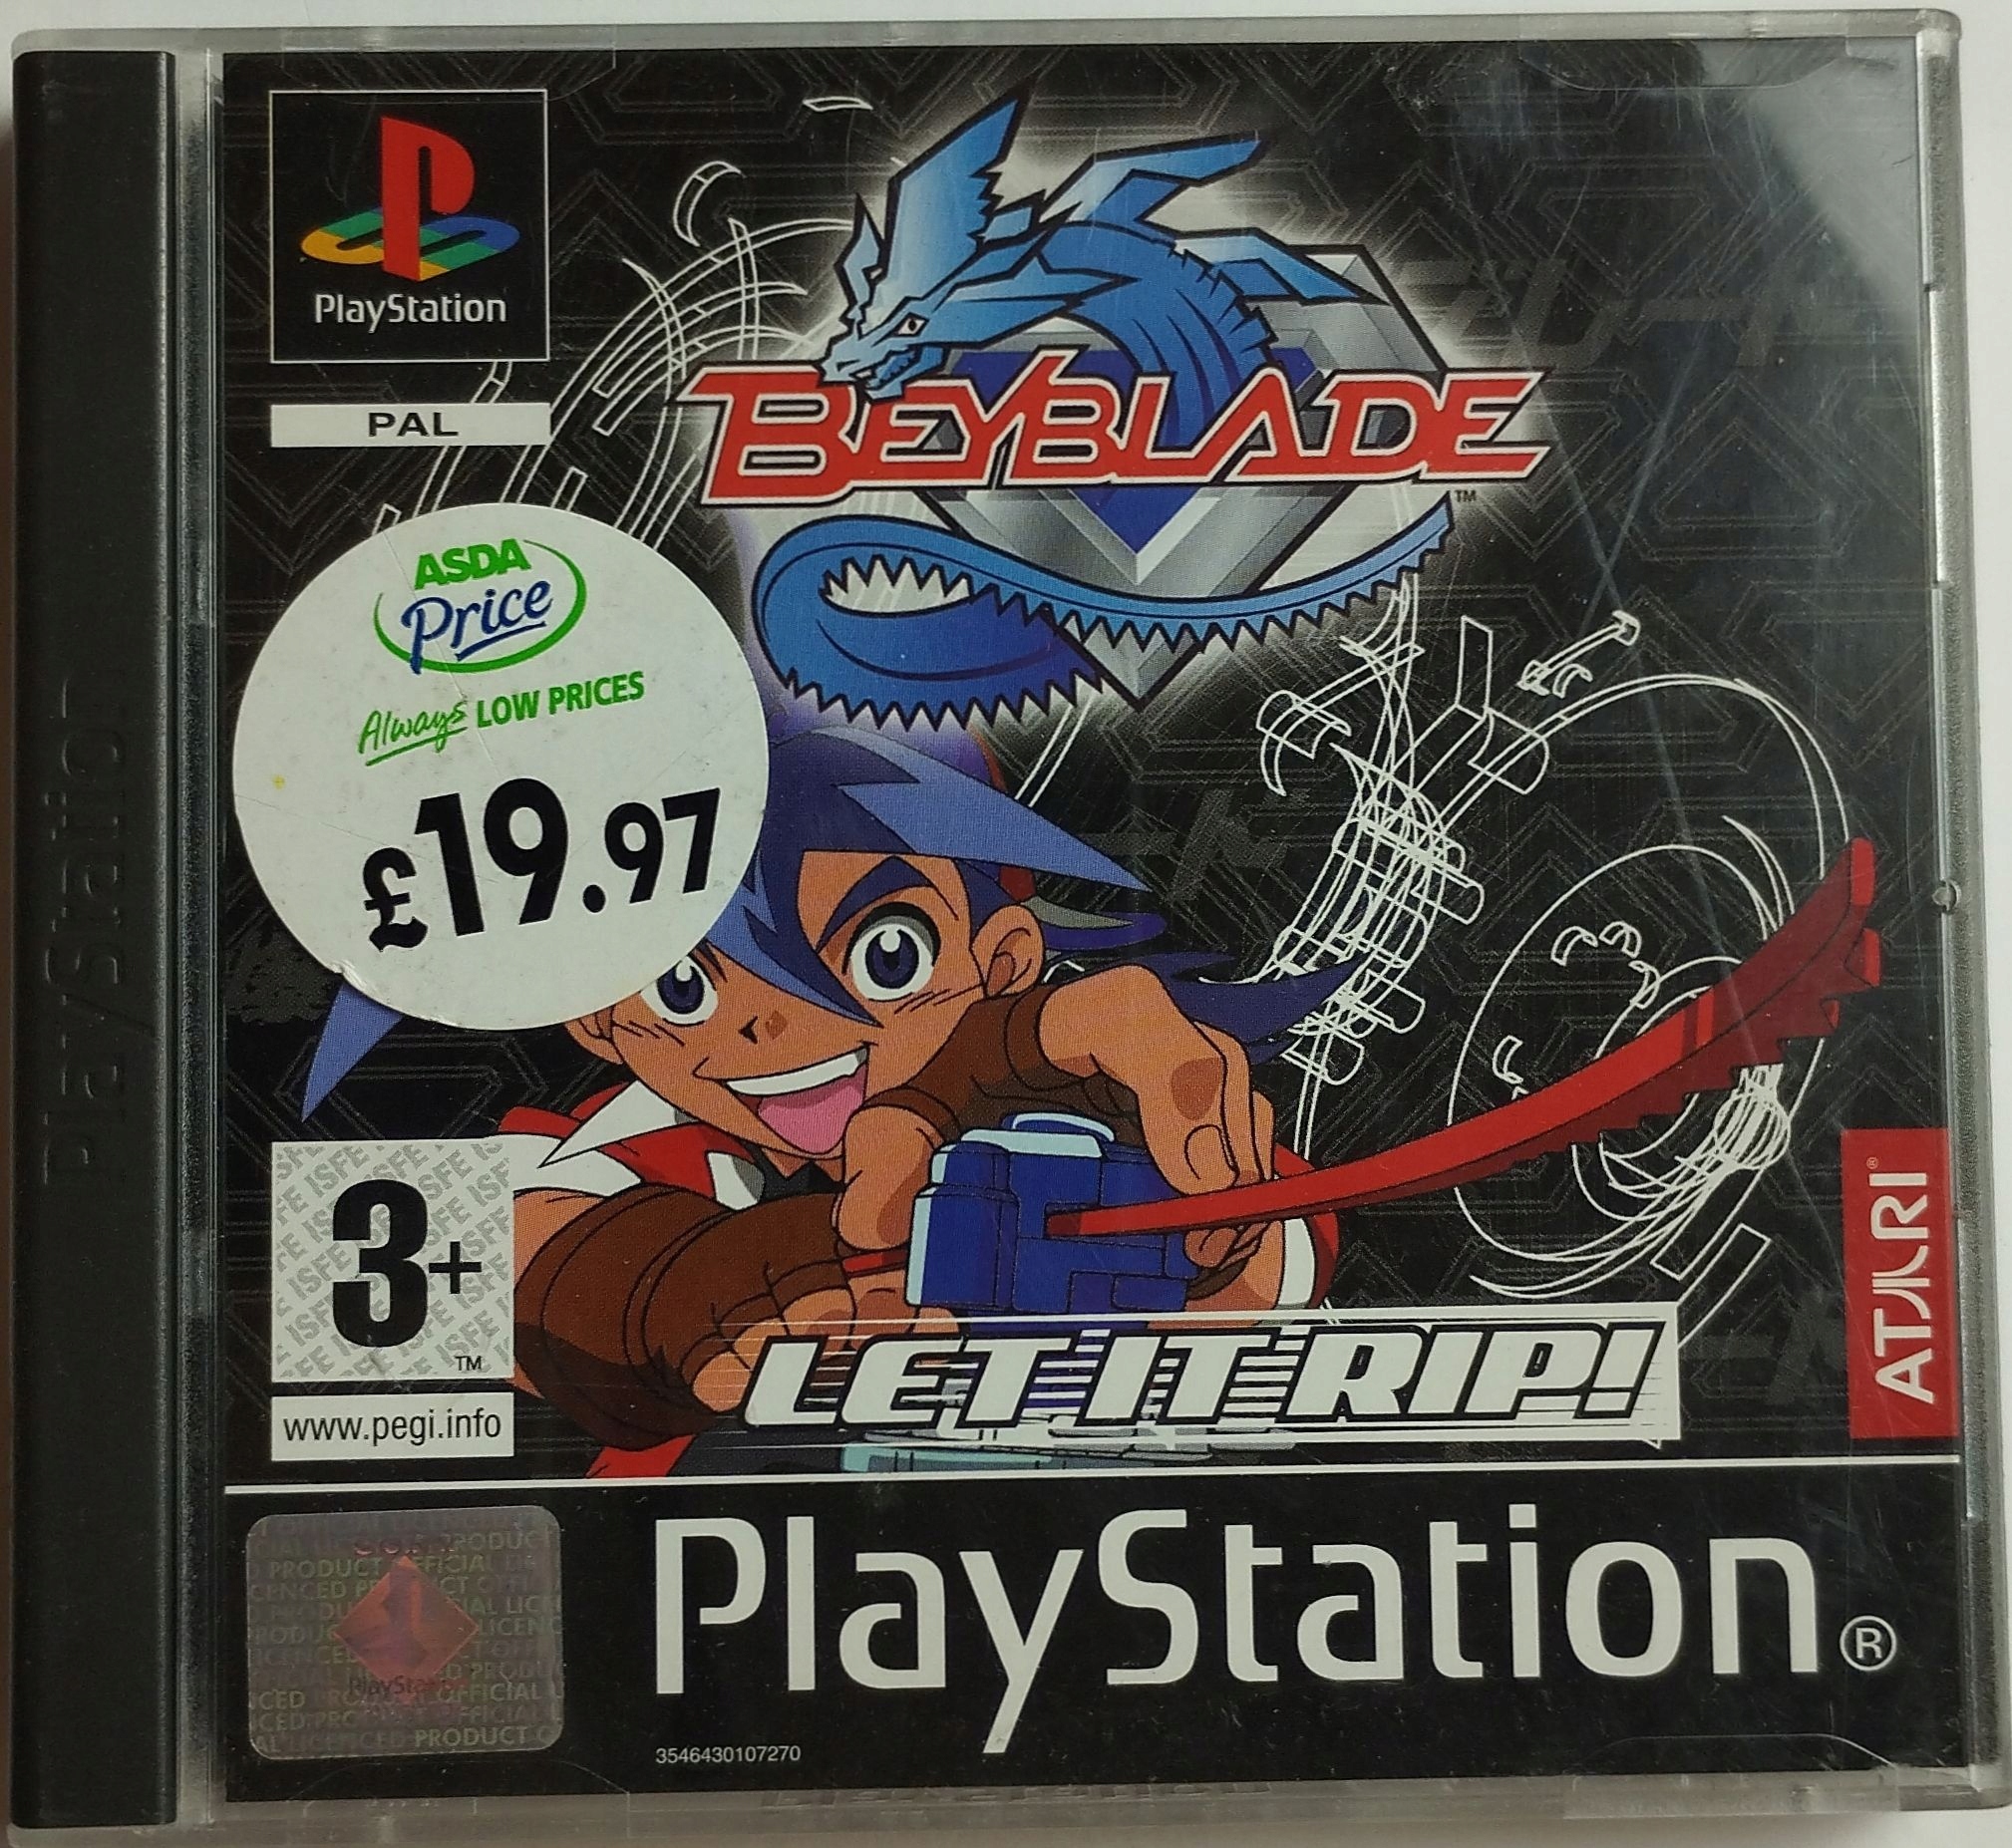 PlayStation
PlayStation
PAL
BEYBLADE
TM
ASDA
Price
Always LOW PRICES
£19.97
3+
TM
www.pegi.info
LET IT RIP!
ATARI®
PlayStation®
PlayStation
3546430107270